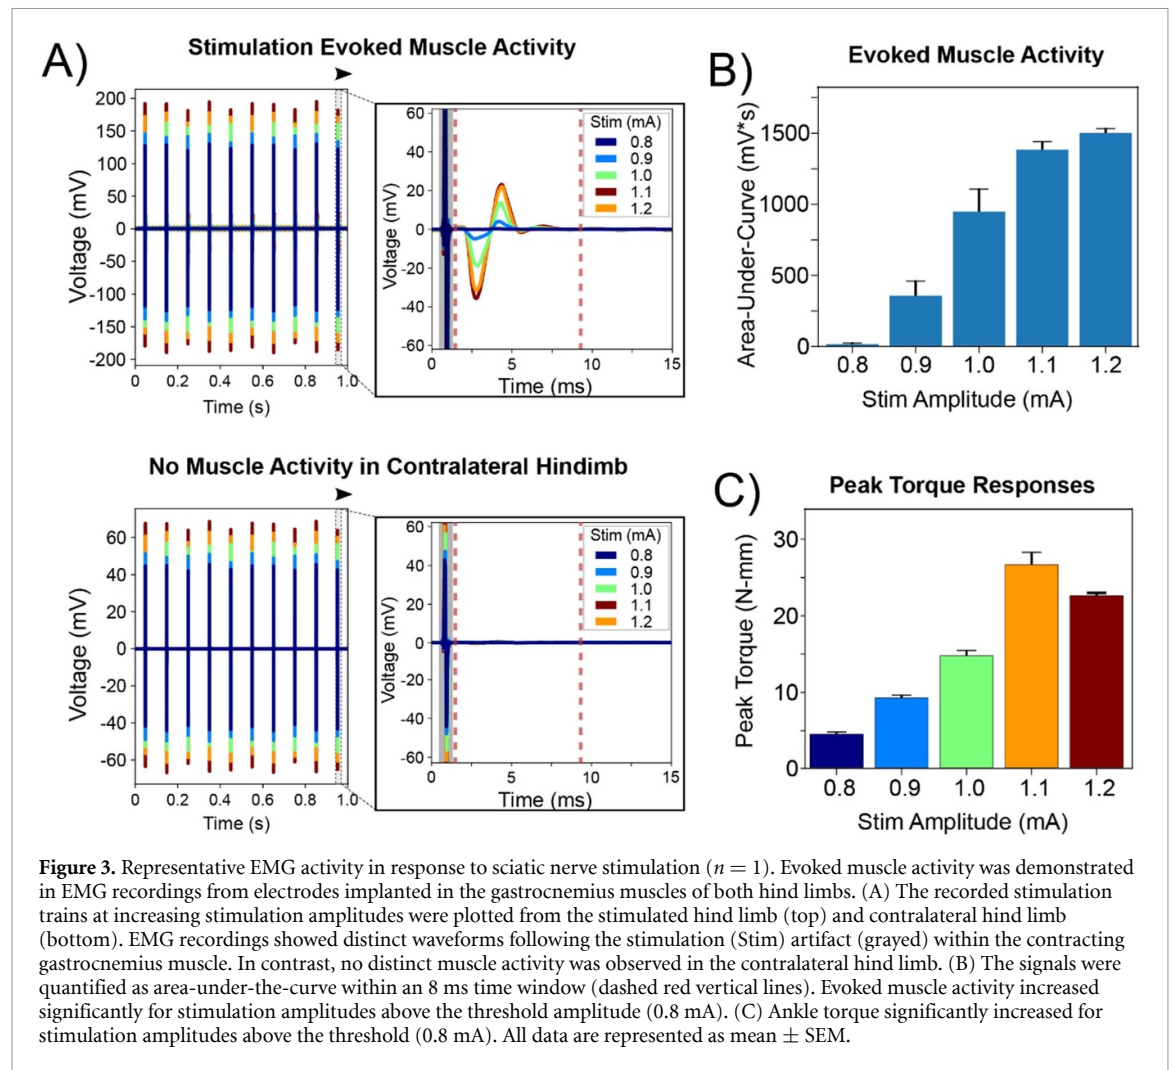 A)
Stimulation Evoked Muscle Activity
200
150
100
50
0
-50
-100
-150
-200
Voltage (mV)
0 0.2 0.4 0.6 0.8 1.0
Time (s)
60
40
20
0
-20
-40
-60
Voltage (mV)
0 5 10 15
Time (ms)
Stim (mA)
0.8
0.9
1.0
1.1
1.2
B)
Evoked Muscle Activity
1500
1000
500
0
Area-Under-Curve (mV*s)
0.8 0.9 1.0 1.1 1.2
Stim Amplitude (mA)
No Muscle Activity in Contralateral Hindimb
60
40
20
0
-20
-40
-60
Voltage (mV)
0 0.2 0.4 0.6 0.8 1.0
Time (s)
60
40
20
0
-20
-40
-60
Voltage (mV)
0 5 10 15
Time (ms)
Stim (mA)
0.8
0.9
1.0
1.1
1.2
C)
Peak Torque Responses
30
20
10
0
Peak Torque (N-mm)
0.8 0.9 1.0 1.1 1.2
Stim Amplitude (mA)
Figure 3. Representative EMG activity in response to sciatic nerve stimulation (n = 1). Evoked muscle activity was demonstrated
in EMG recordings from electrodes implanted in the gastrocnemius muscles of both hind limbs. (A) The recorded stimulation
trains at increasing stimulation amplitudes were plotted from the stimulated hind limb (top) and contralateral hind limb
(bottom). EMG recordings showed distinct waveforms following the stimulation (Stim) artifact (grayed) within the contracting
gastrocnemius muscle. In contrast, no distinct muscle activity was observed in the contralateral hind limb. (B) The signals were
quantified as area-under-the-curve within an 8 ms time window (dashed red vertical lines). Evoked muscle activity increased
significantly for stimulation amplitudes above the threshold amplitude (0.8 mA). (C) Ankle torque significantly increased for
stimulation amplitudes above the threshold (0.8 mA). All data are represented as mean ± SEM.